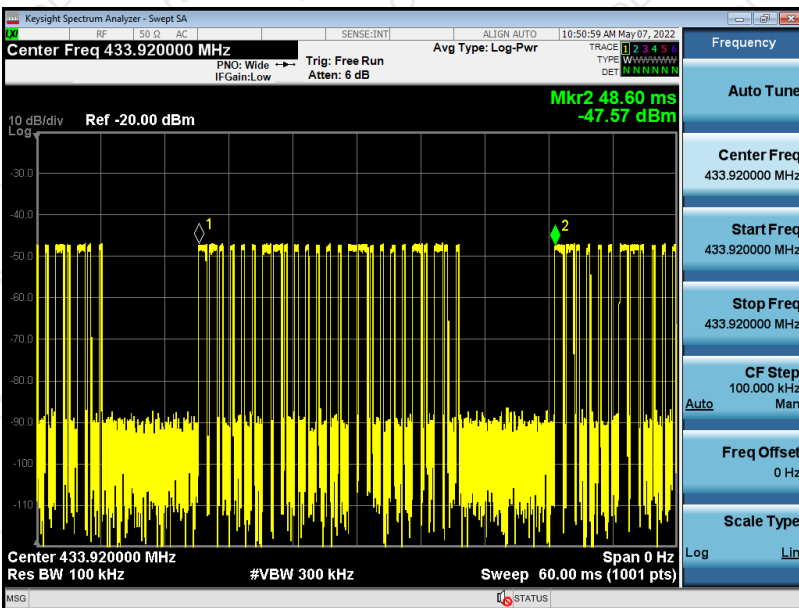 Keysight Spectrum Analyzer - Swept SA
LXI RF 50 Ω AC SENSE:INT ALIGN AUTO 10:50:59 AM May 07, 2022
Center Freq 433.920000 MHz
PNO: Wide
IFGain:Low
Trig: Free Run
Atten: 6 dB
Avg Type: Log-Pwr
TRACE 1 2 3 4 5 6
TYPE WWWWWW
DET N N N N N N
Mkr2 48.60 ms
-47.57 dBm
10 dB/div Ref -20.00 dBm
Log
1
2
-30.0
-40.0
-50.0
-60.0
-70.0
-80.0
-90.0
-100
-110
Center 433.920000 MHz Span 0 Hz
Res BW 100 kHz #VBW 300 kHz Sweep 60.00 ms (1001 pts)
MSG STATUS
Frequency
Auto Tune
Center Freq
433.920000 MHz
Start Freq
433.920000 MHz
Stop Freq
433.920000 MHz
CF Step
100.000 kHz
Auto Man
Freq Offset
0 Hz
Scale Type
Log Lin